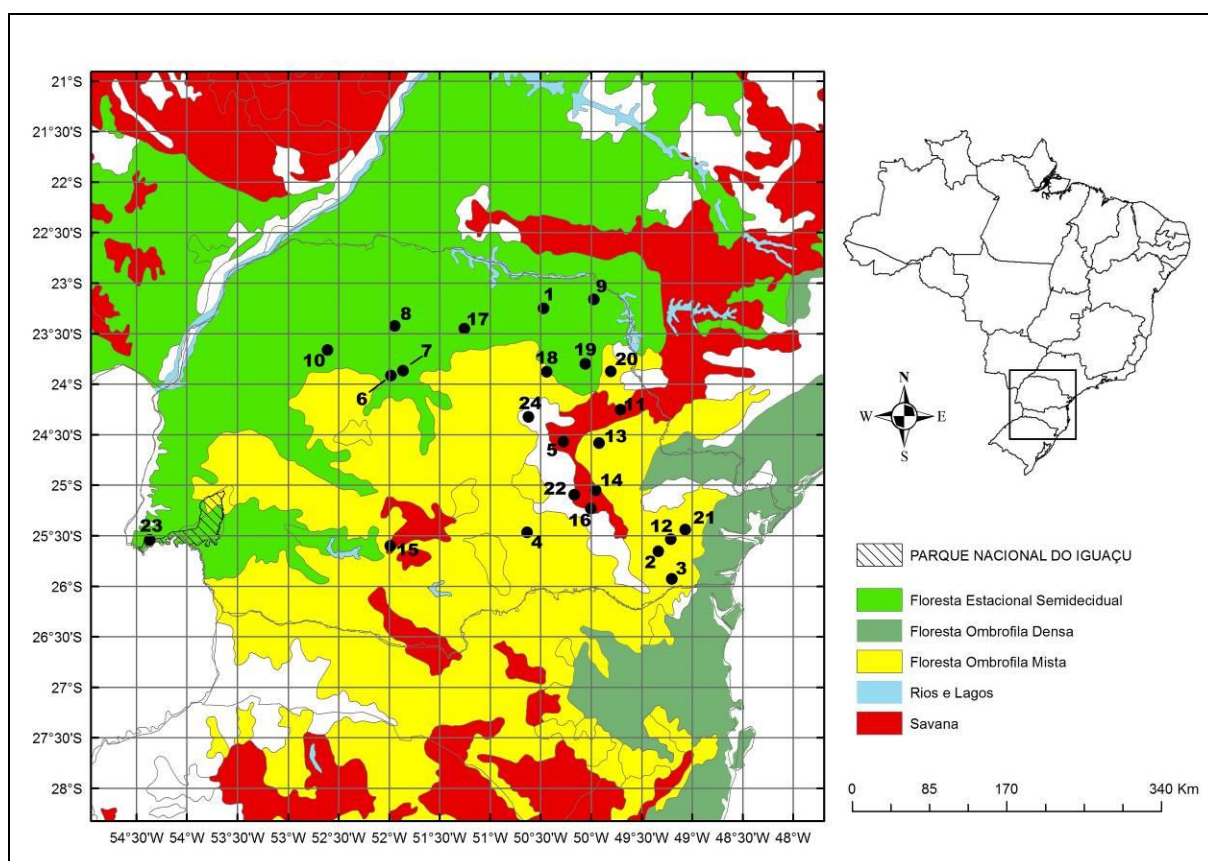 21°S
21°30'S
22°S
22°30'S
23°S
23°30'S
24°S
24°30'S
25°S
25°30'S
26°S
26°30'S
27°S
27°30'S
28°S
1
9
8
17
7
10
18
19
20
6
24
11
5
13
22
14
16
23
15
4
12
21
2
3
54°30'W 54°W 53°30'W 53°W 52°30'W 52°W 51°30'W 51°W 50°30'W 50°W 49°30'W 49°W 48°30'W 48°W
N
W E
S
PARQUE NACIONAL DO IGUAÇU
Floresta Estacional Semidecidual
Floresta Ombrofila Densa
Floresta Ombrofila Mista
Rios e Lagos
Savana
0 85 170 340 Km